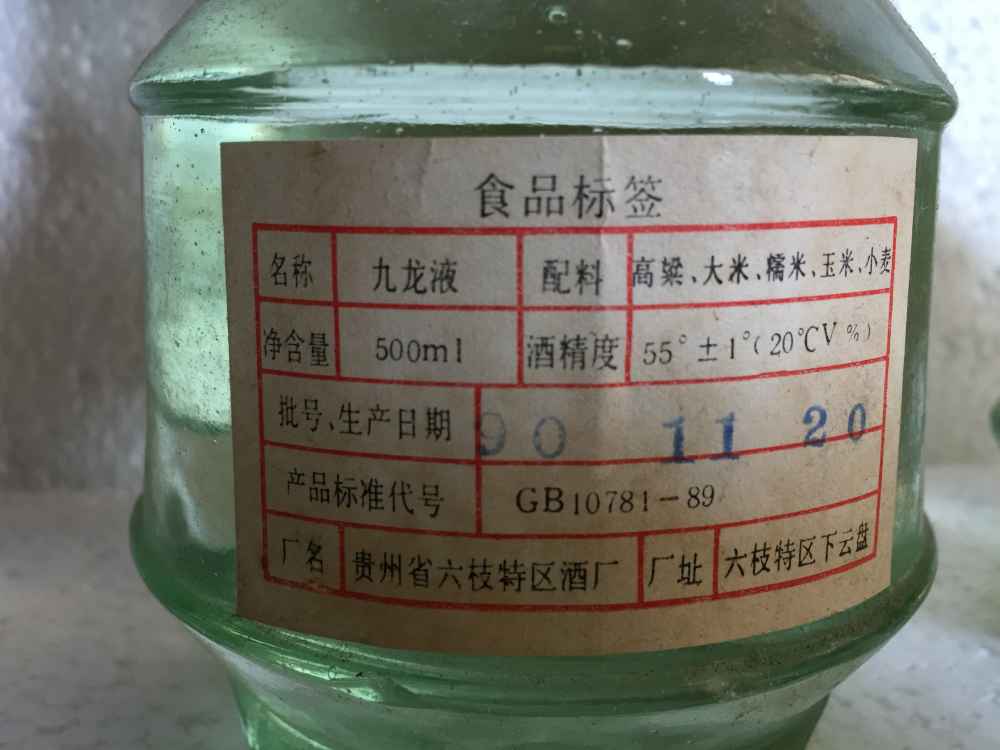 食品标签
名称 九龙液 配料 高粱、大米、糯米、玉米、小麦
净含量 500ml 酒精度 55°±1°(20℃V%)
批号、生产日期 90 11 20
产品标准代号 GB10781-89
厂名 贵州省六枝特区酒厂 厂址 六枝特区下云盘